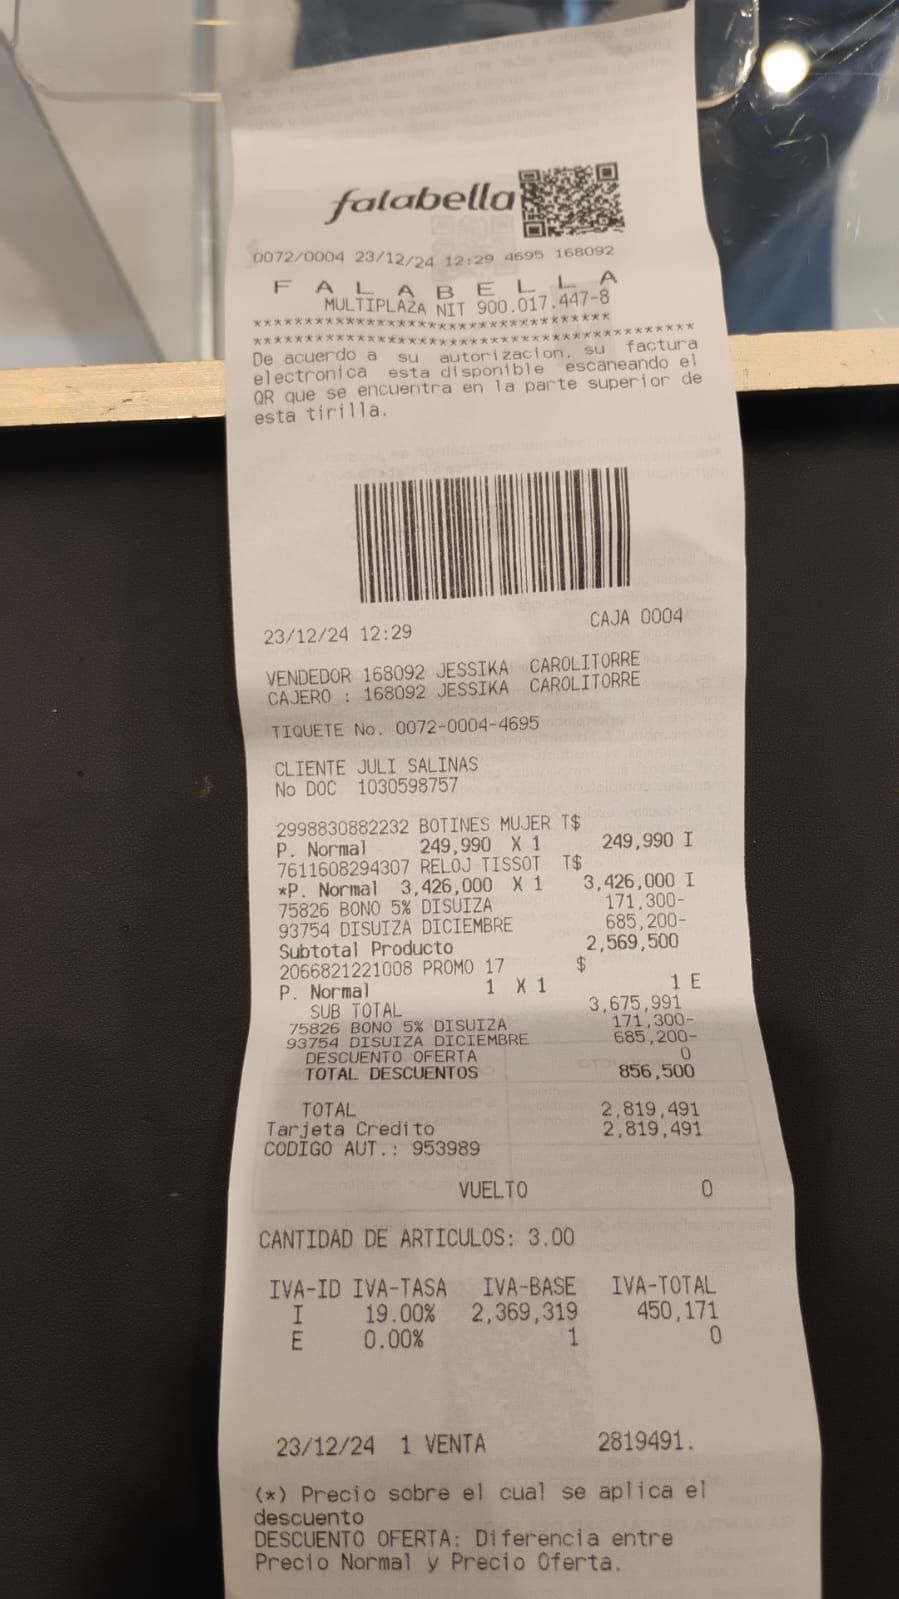 falabella
0072/0004 23/12/24 12:29 4695 168092
F A L A B E L L A
MULTIPLAZA NIT 900.017.447-8
***********************************
*******************************************
De acuerdo a su autorizacion, su factura
electronica esta disponible escaneando el
QR que se encuentra en la parte superior de
esta tirilla.
23/12/24 12:29 CAJA 0004
VENDEDOR 168092 JESSIKA CAROLITORRE
CAJERO : 168092 JESSIKA CAROLITORRE
TIQUETE No. 0072-0004-4695
CLIENTE JULI SALINAS
No DOC 1030598757
2998830882232 BOTINES MUJER T$
P. Normal 249,990 X 1 249,990 I
7611608294307 RELOJ TISSOT T$
*P. Normal 3,426,000 X 1 3,426,000 I
75826 BONO 5% DISUIZA 171,300-
93754 DISUIZA DICIEMBRE 685,200-
Subtotal Producto 2,569,500
2066821221008 PROMO 17 $
P. Normal 1 X 1 1 E
SUB TOTAL 3,675,991
75826 BONO 5% DISUIZA 171,300-
93754 DISUIZA DICIEMBRE 685,200-
DESCUENTO OFERTA 0
TOTAL DESCUENTOS 856,500
TOTAL 2,819,491
Tarjeta Credito 2,819,491
CODIGO AUT.: 953989
VUELTO 0
CANTIDAD DE ARTICULOS: 3.00
IVA-ID IVA-TASA IVA-BASE IVA-TOTAL
I 19.00% 2,369,319 450,171
E 0.00% 1 0
23/12/24 1 VENTA 2819491.
(*) Precio sobre el cual se aplica el
descuento
DESCUENTO OFERTA: Diferencia entre
Precio Normal y Precio Oferta.